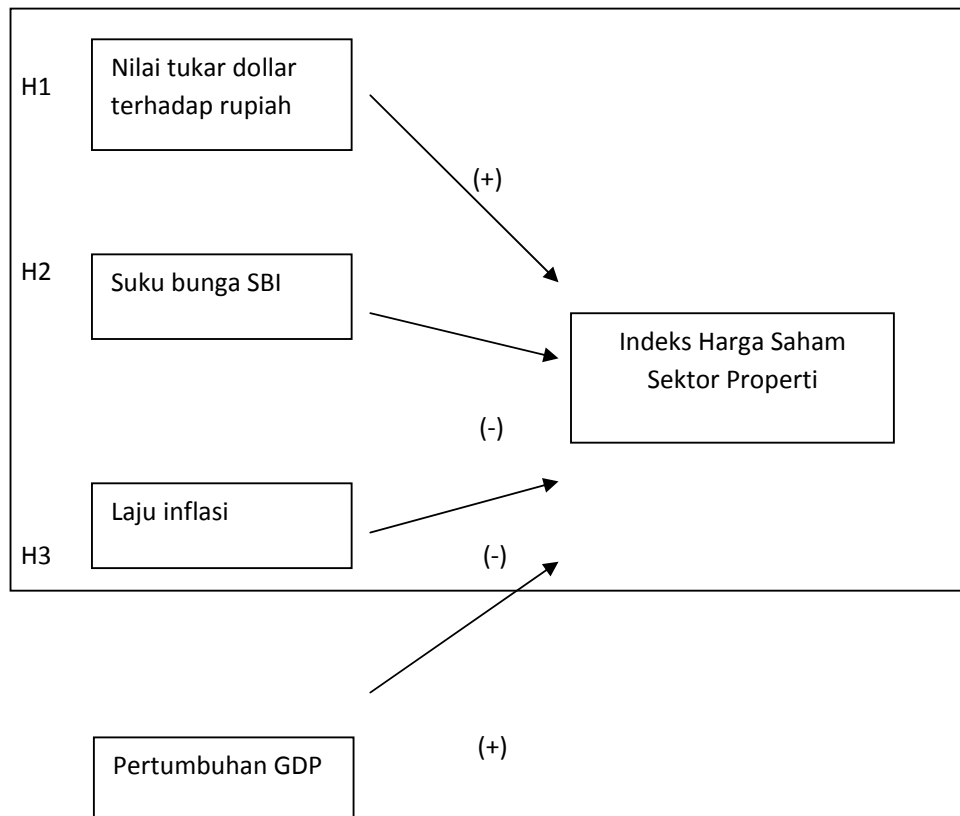 H1
Nilai tukar dollar
terhadap rupiah
(+)
H2
Suku bunga SBI
Indeks Harga Saham
Sektor Properti
(-)
Laju inflasi
H3
(-)
Pertumbuhan GDP
(+)